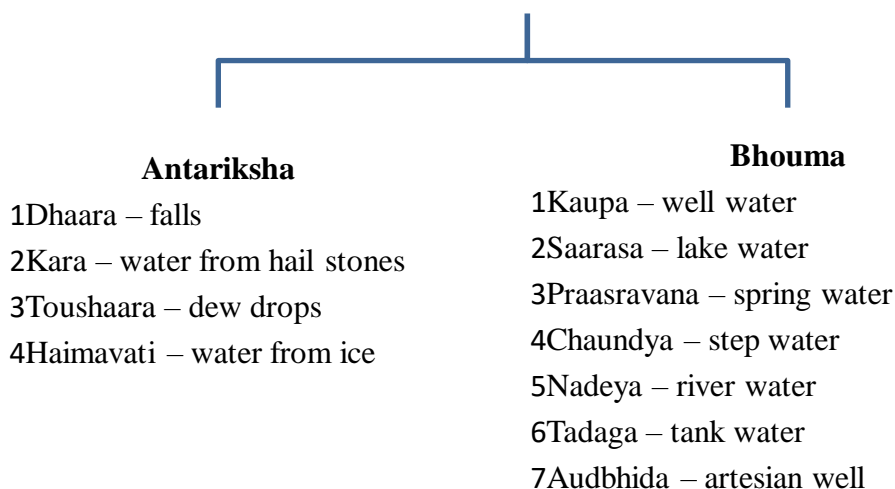 Antariksha
1Dhaara – falls
2Kara – water from hail stones
3Toushaara – dew drops
4Haimavati – water from ice
Bhouma
1Kaupa – well water
2Saarasa – lake water
3Praasravana – spring water
4Chaundya – step water
5Nadeya – river water
6Tadaga – tank water
7Audbhida – artesian well